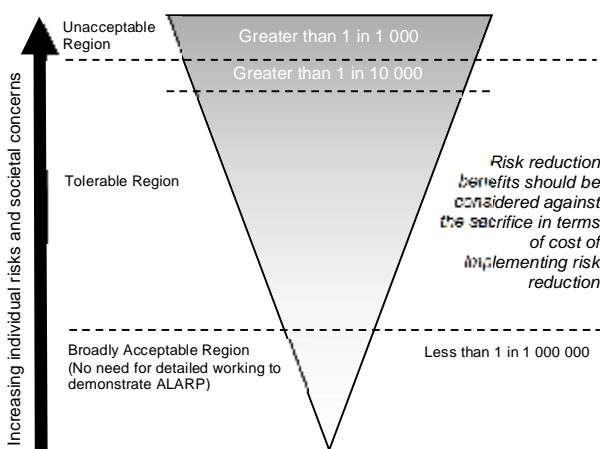 Unacceptable
Region
Greater than 1 in 1 000
Greater than 1 in 10 000
Increasing individual risks and societal concerns
Tolerable Region
Risk reduction
benefits should be
considered against
the sacrifice in terms
of cost of
implementing risk
reduction
Broadly Acceptable Region
(No need for detailed working to
demonstrate ALARP)
Less than 1 in 1 000 000